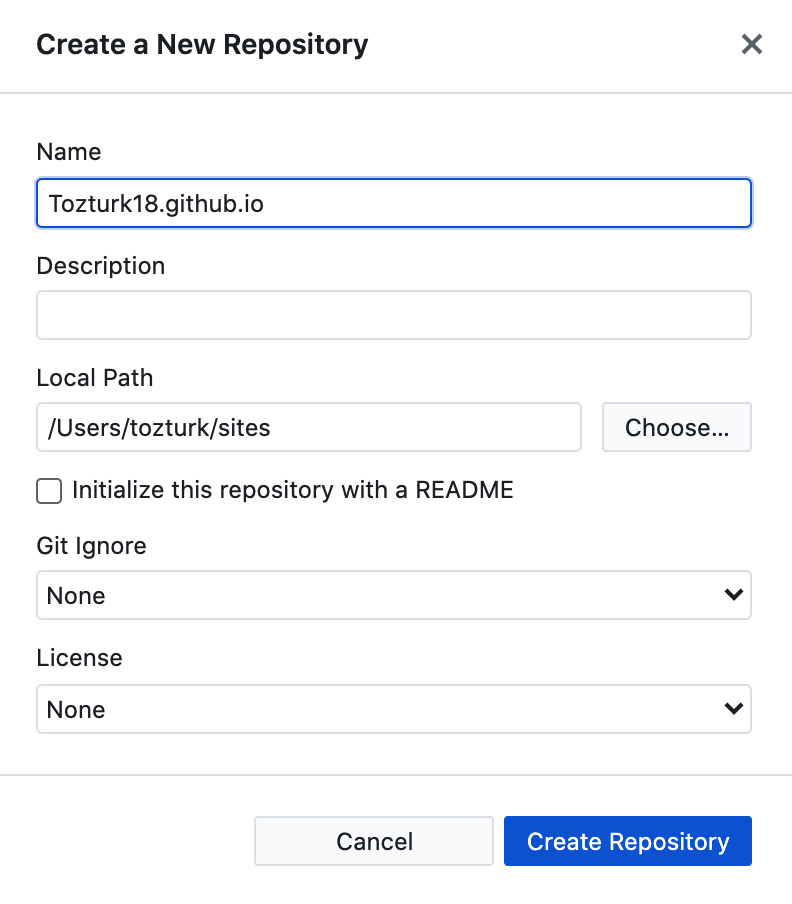 Create a New Repository
Name
Tozturk18.github.io
Description
Local Path
/Users/tozturk/sites
Choose...
Initialize this repository with a README
Git Ignore
None
License
None
Cancel
Create Repository